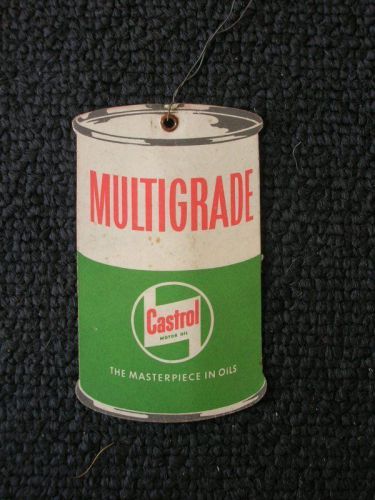 MULTIGRADE
Castrol
MOTOR OIL
THE MASTERPIECE IN OILS